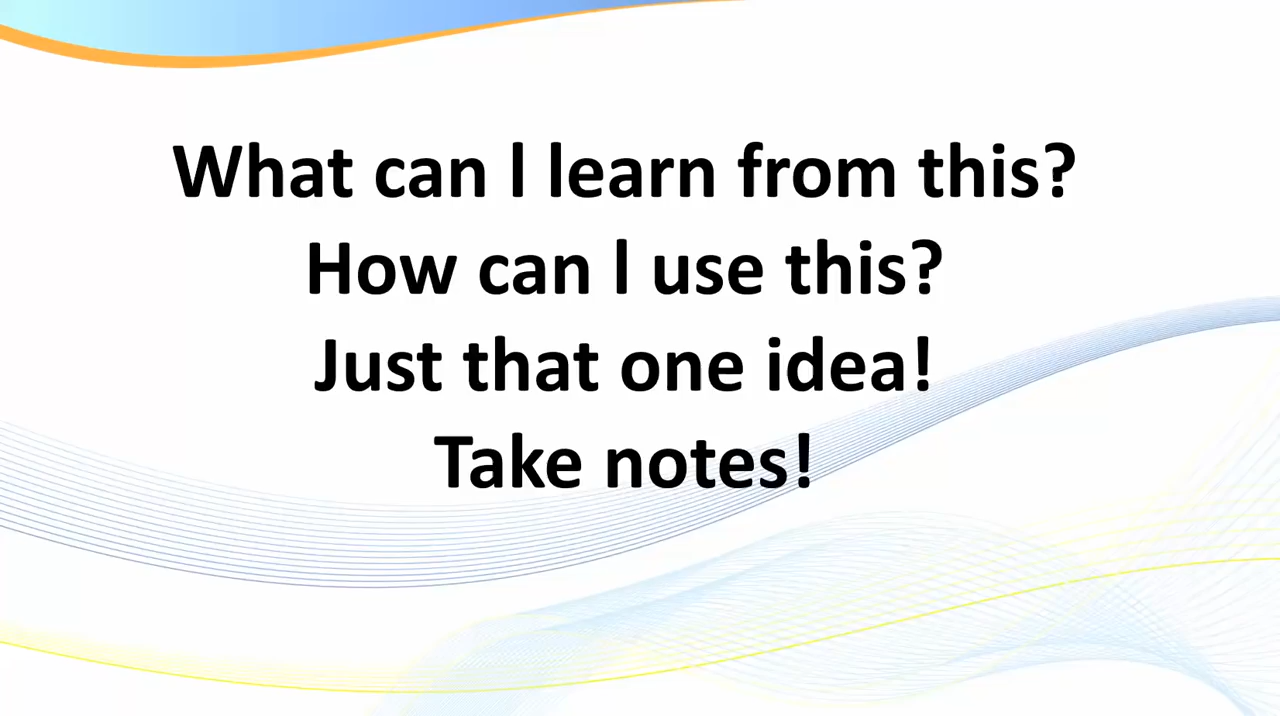 What can I learn from this?
How can I use this?
Just that one idea!
Take notes!